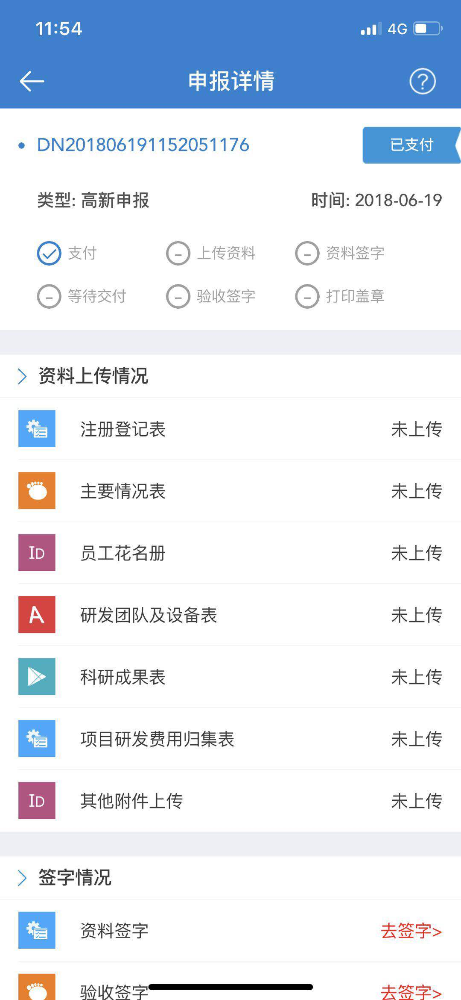 11:54
4G
申报详情
?
DN201806191152051176
已支付
类型: 高新申报
时间: 2018-06-19
支付
上传资料
资料签字
等待交付
验收签字
打印盖章
资料上传情况
注册登记表
未上传
主要情况表
未上传
ID
员工花名册
未上传
A
研发团队及设备表
未上传
科研成果表
未上传
项目研发费用归集表
未上传
ID
其他附件上传
未上传
签字情况
资料签字
去签字>
验收签字
去签字>